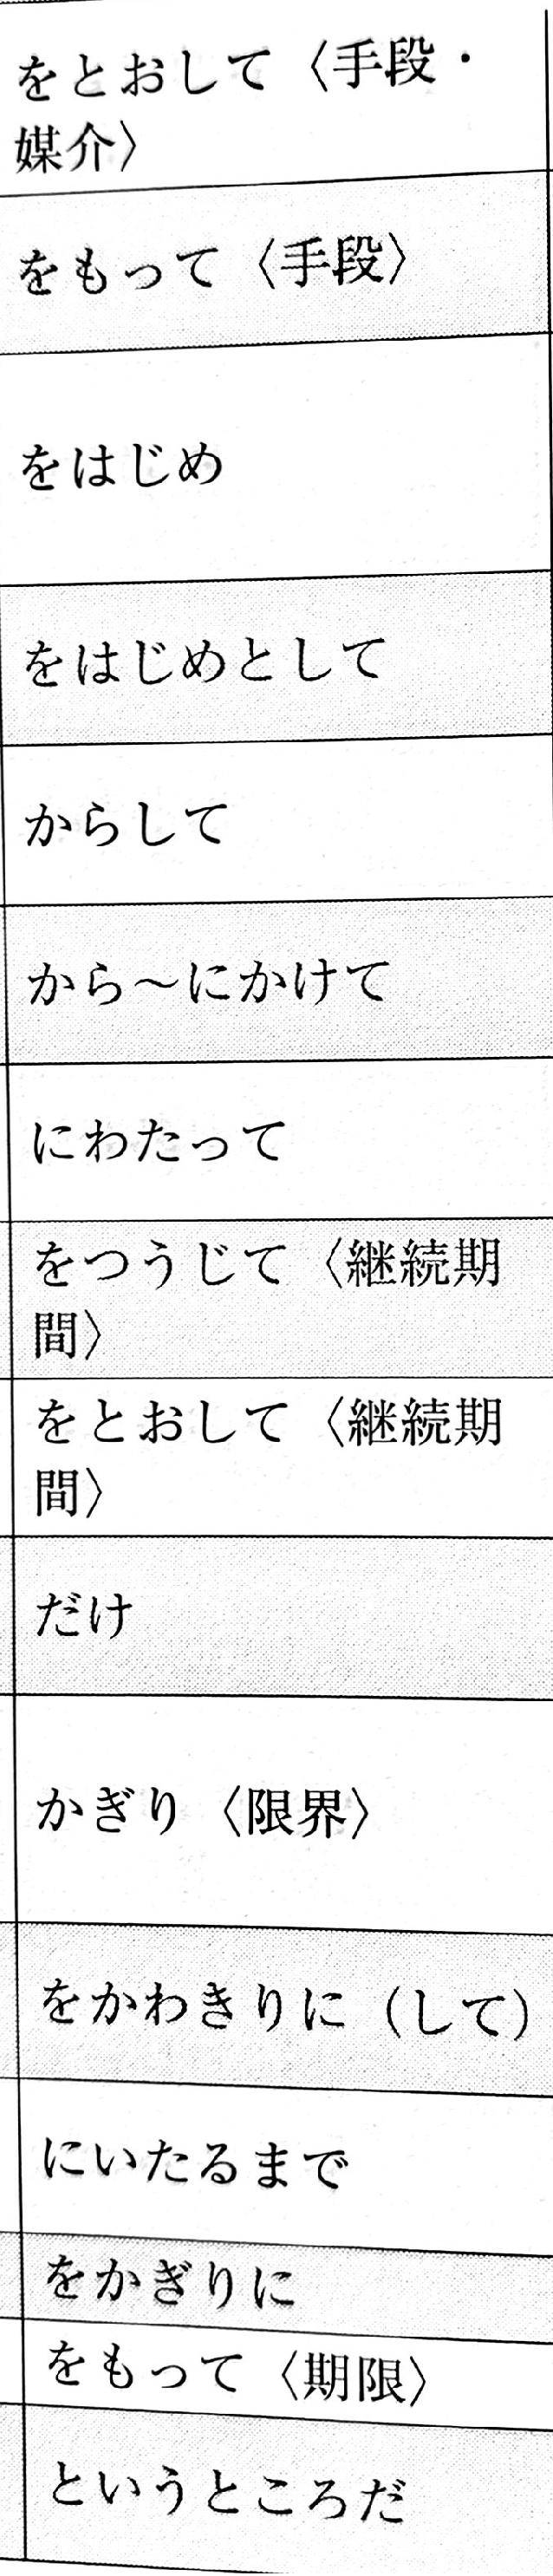 をとおして〈手段・
媒介〉
をもって〈手段〉
をはじめ
をはじめとして
からして
から～にかけて
にわたって
をつうじて〈継続期
間〉
をとおして〈継続期
間〉
だけ
かぎり〈限界〉
をかわきりに（して）
にいたるまで
をかぎりに
をもって〈期限〉
というところだ